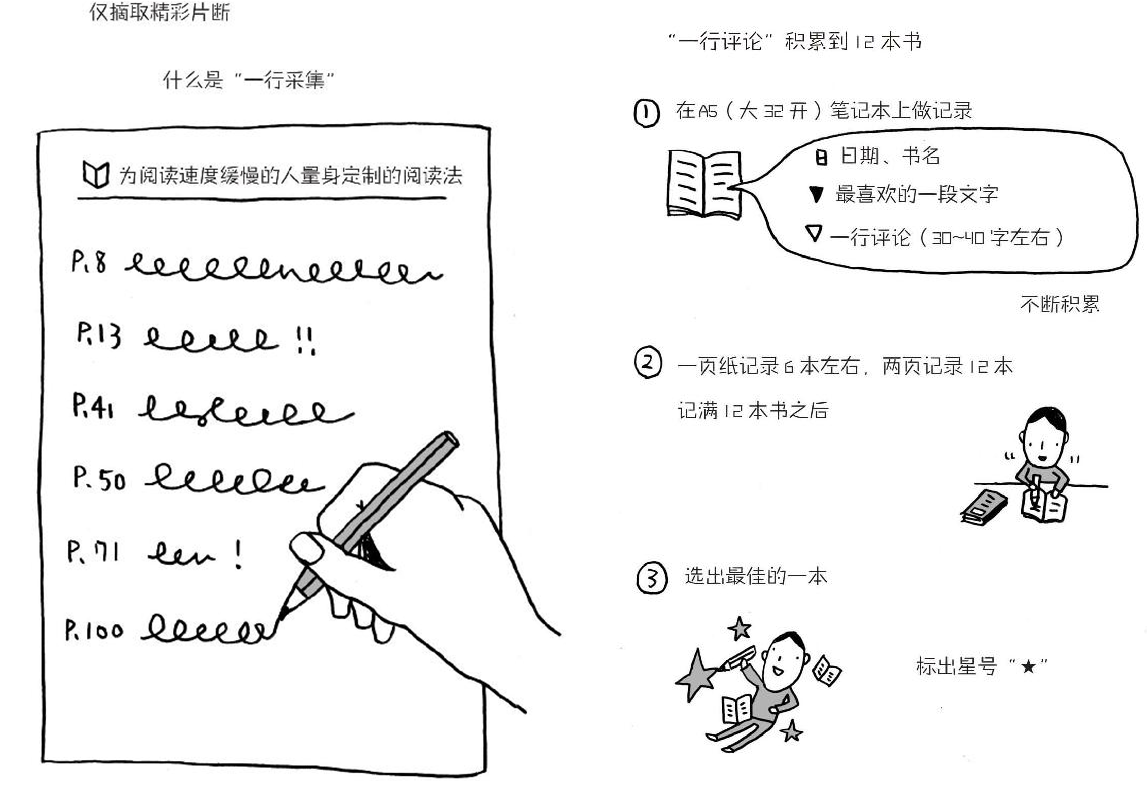 仅摘取精彩片断
什么是“一行采集”
为阅读速度缓慢的人量身定制的阅读法
P.8
P.13 !!
P.41
P.50
P.71 !
P.100
“一行评论”积累到12本书
① 在A5（大32开）笔记本上做记录
日期、书名
▼ 最喜欢的一段文字
▽ 一行评论（30~40字左右）
不断积累
② 一页纸记录6本左右，两页记录12本
记满12本书之后
③ 选出最佳的一本
标出星号“★”